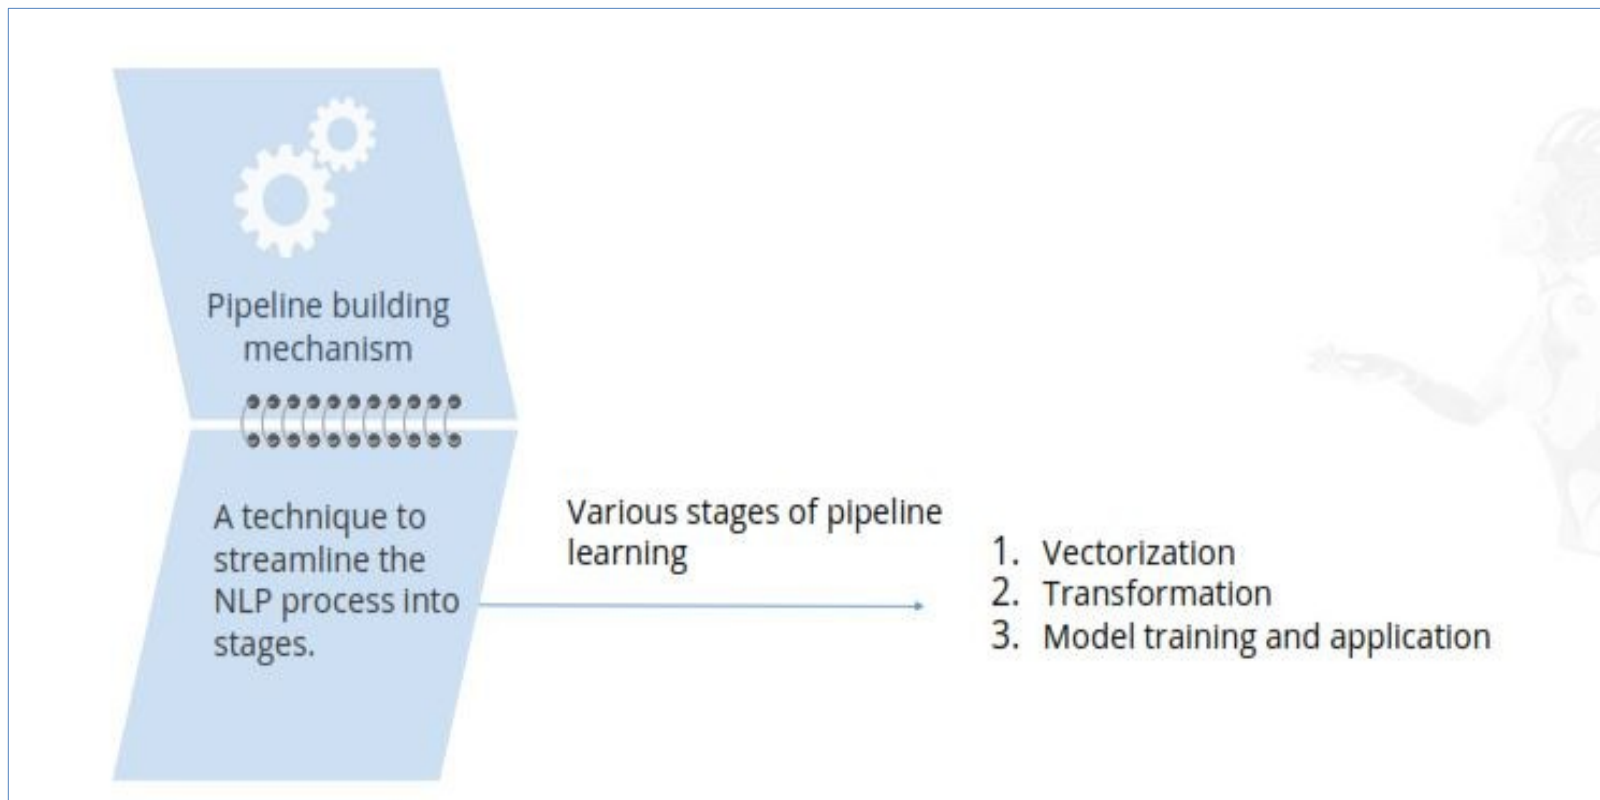 Pipeline building
mechanism
A technique to
streamline the
NLP process into
stages.
Various stages of pipeline
learning
1. Vectorization
2. Transformation
3. Model training and application